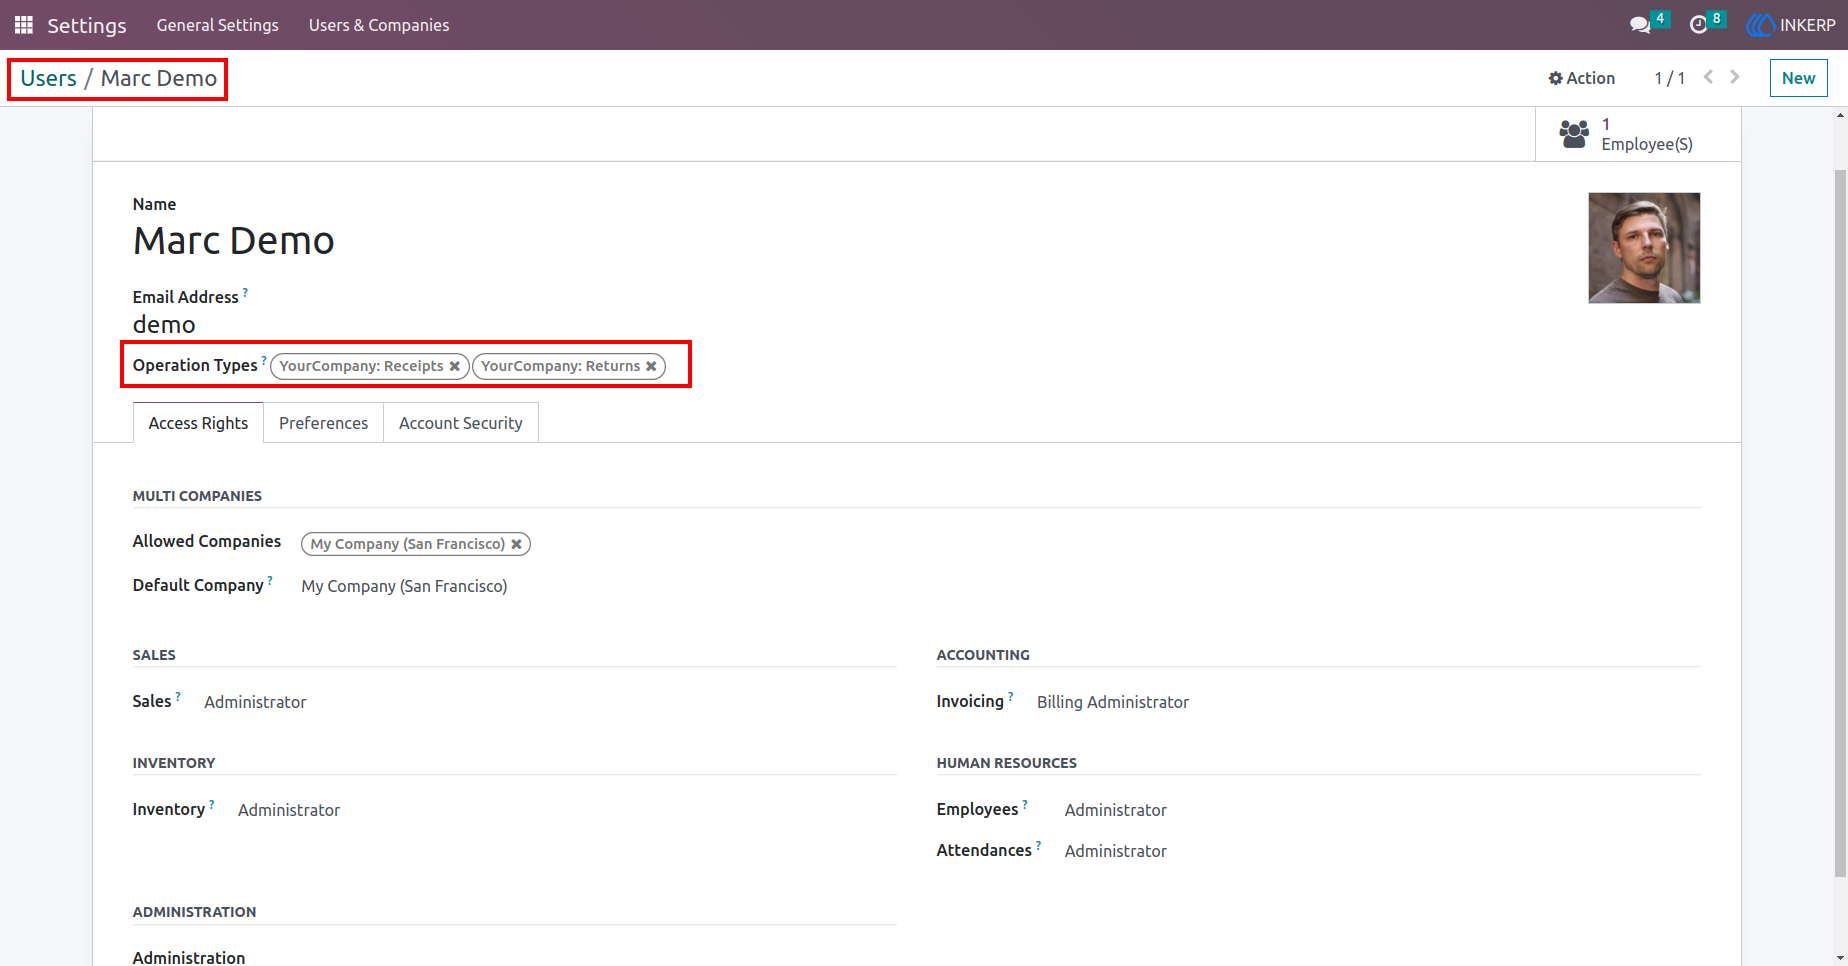 Settings General Settings Users & Companies 4 8 INKERP
Users / Marc Demo Action 1 / 1 New
1
Employee(S)
Name
Marc Demo
Email Address ?
demo
Operation Types ? YourCompany: Receipts ✖ YourCompany: Returns ✖
Access Rights Preferences Account Security
MULTI COMPANIES
Allowed Companies My Company (San Francisco) ✖
Default Company ? My Company (San Francisco)
SALES ACCOUNTING
Sales ? Administrator Invoicing ? Billing Administrator
INVENTORY HUMAN RESOURCES
Inventory ? Administrator Employees ? Administrator
Attendances ? Administrator
ADMINISTRATION
Administration